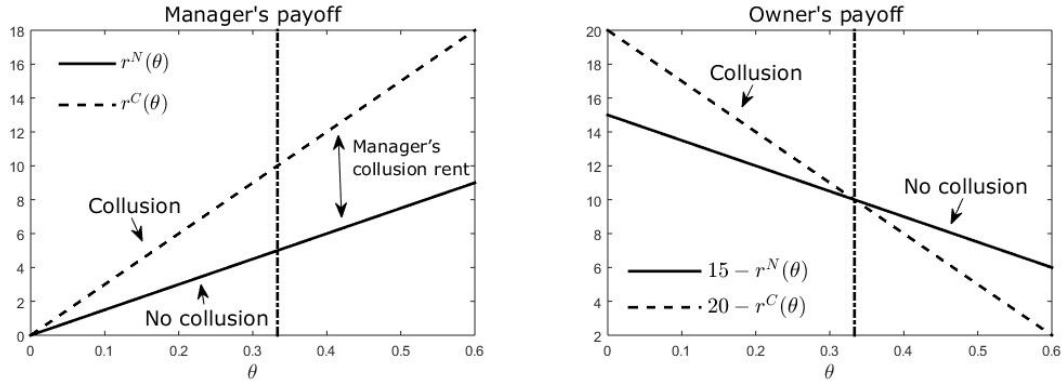 Manager's payoff
18
16
14
12
10
8
6
4
2
0
r^N(θ)
r^C(θ)
Manager's
collusion rent
Collusion
No collusion
0
0.1
0.2
0.3
0.4
0.5
0.6
θ
Owner's payoff
20
18
16
14
12
10
8
6
4
2
Collusion
No collusion
15 − r^N(θ)
20 − r^C(θ)
0
0.1
0.2
0.3
0.4
0.5
0.6
θ